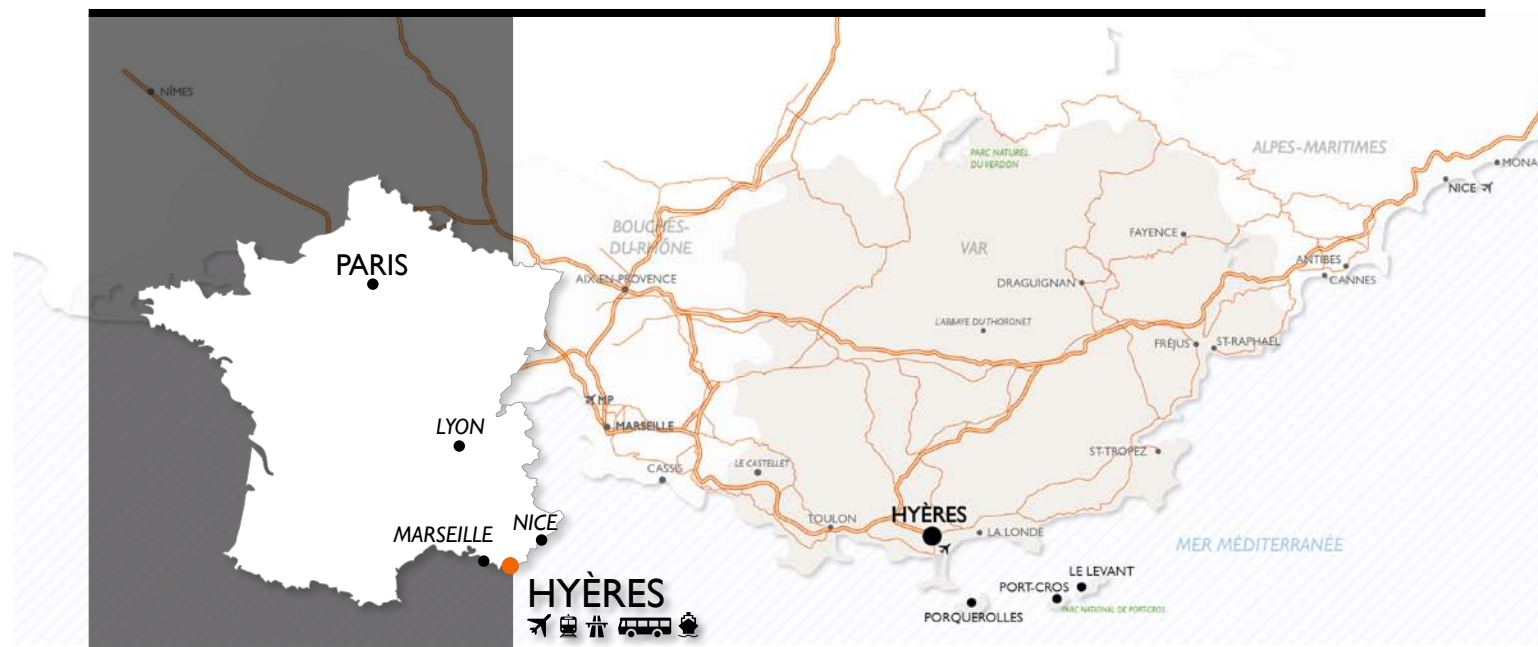 NÎMES
PARIS
LYON
MARSEILLE
NICE
HYÈRES
BOUCHES-
DU-RHÔNE
AIX-EN-PROVENCE
MP
MARSEILLE
CASSIS
LE CASTELLET
TOULON
HYÈRES
LA LONDE
PARC NATUREL
DU VERDON
VAR
DRAGUIGNAN
FAYENCE
L'ABBAYE DU THORONET
FRÉJUS
ST-RAPHAËL
ST-TROPEZ
ALPES-MARITIMES
MONA
NICE
ANTIBES
CANNES
MER MÉDITERRANÉE
LE LEVANT
PORT-CROS
PARC NATIONAL DE PORT-CROS
PORQUEROLLES